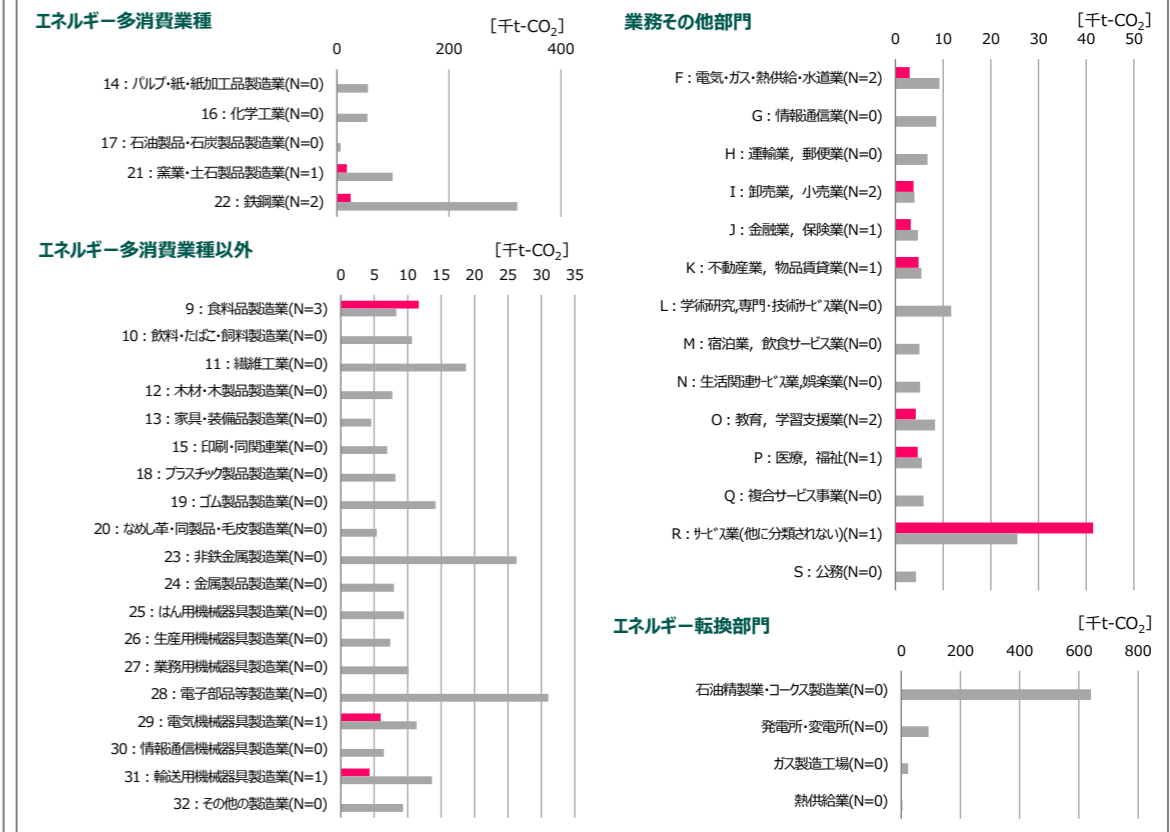 エネルギー多消費業種
[千t-CO2]
0 200 400
14：パルプ・紙・紙加工品製造業(N=0)
16：化学工業(N=0)
17：石油製品・石炭製品製造業(N=0)
21：窯業・土石製品製造業(N=1)
22：鉄鋼業(N=2)
エネルギー多消費業種以外
[千t-CO2]
0 5 10 15 20 25 30 35
9：食料品製造業(N=3)
10：飲料・たばこ・飼料製造業(N=0)
11：繊維工業(N=0)
12：木材・木製品製造業(N=0)
13：家具・装備品製造業(N=0)
15：印刷・同関連業(N=0)
18：プラスチック製品製造業(N=0)
19：ゴム製品製造業(N=0)
20：なめし革・同製品・毛皮製造業(N=0)
23：非鉄金属製造業(N=0)
24：金属製品製造業(N=0)
25：はん用機械器具製造業(N=0)
26：生産用機械器具製造業(N=0)
27：業務用機械器具製造業(N=0)
28：電子部品等製造業(N=0)
29：電気機械器具製造業(N=1)
30：情報通信機械器具製造業(N=0)
31：輸送用機械器具製造業(N=1)
32：その他の製造業(N=0)
業務その他部門
[千t-CO2]
0 10 20 30 40 50
F：電気・ガス・熱供給・水道業(N=2)
G：情報通信業(N=0)
H：運輸業，郵便業(N=0)
I：卸売業，小売業(N=2)
J：金融業，保険業(N=1)
K：不動産業，物品賃貸業(N=1)
L：学術研究,専門・技術サービス業(N=0)
M：宿泊業，飲食サービス業(N=0)
N：生活関連サービス業,娯楽業(N=0)
O：教育，学習支援業(N=2)
P：医療，福祉(N=1)
Q：複合サービス事業(N=0)
R：サービス業(他に分類されない)(N=1)
S：公務(N=0)
エネルギー転換部門
[千t-CO2]
0 200 400 600 800
石油精製業・コークス製造業(N=0)
発電所・変電所(N=0)
ガス製造工場(N=0)
熱供給業(N=0)